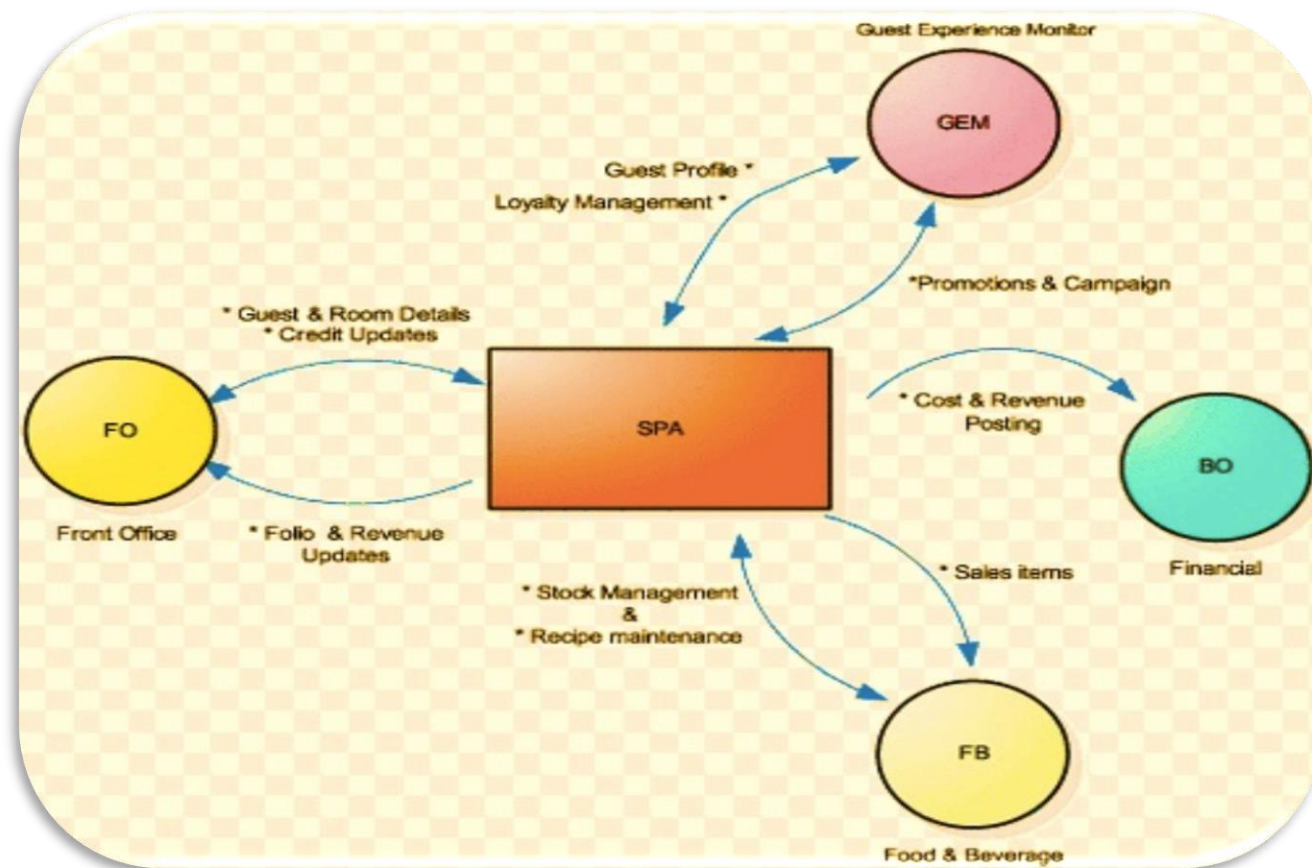 Guest Experience Monitor
GEM
Guest Profile *
Loyalty Management *
*Promotions & Campaign
* Guest & Room Details
* Credit Updates
FO
Front Office
SPA
* Cost & Revenue
Posting
BO
Financial
* Folio & Revenue
Updates
* Sales items
* Stock Management
&
* Recipe maintenance
FB
Food & Beverage